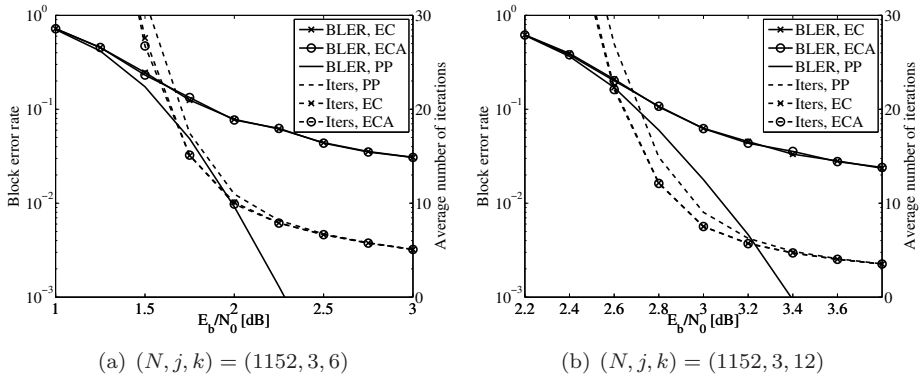 10^0
10^-1
10^-2
10^-3
Block error rate
1
1.5
2
2.5
3
E_b/N_0 [dB]
0
10
20
30
Average number of iterations
BLER, EC
BLER, ECA
BLER, PP
Iters, PP
Iters, EC
Iters, ECA
(a) (N, j, k) = (1152, 3, 6)
10^0
10^-1
10^-2
10^-3
Block error rate
2.2
2.4
2.6
2.8
3
3.2
3.4
3.6
E_b/N_0 [dB]
0
10
20
30
Average number of iterations
BLER, EC
BLER, ECA
BLER, PP
Iters, PP
Iters, EC
Iters, ECA
(b) (N, j, k) = (1152, 3, 12)